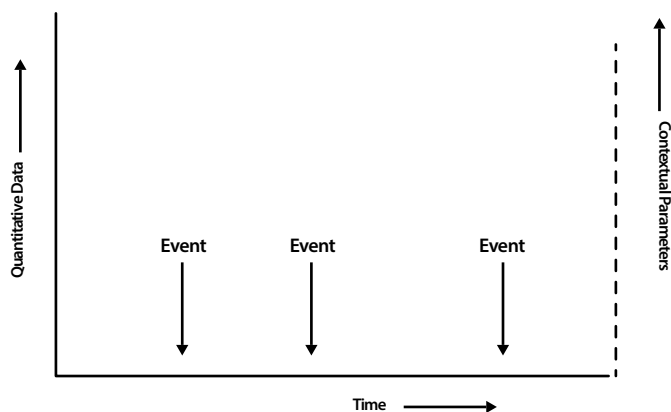 Quantitative Data
Contextual Parameters
Event
Event
Event
Time